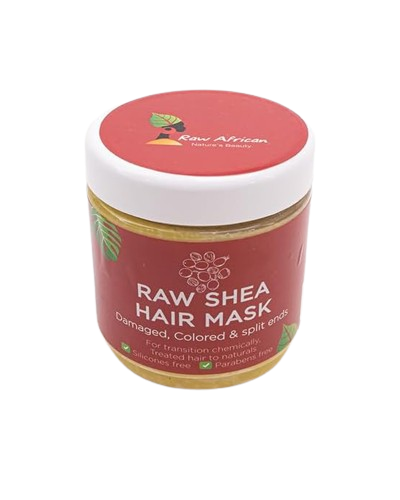 Raw African
Nature's Beauty
RAW SHEA
HAIR MASK
Damaged, Colored & split ends
For transition chemically,
Treated hair to naturals
Silicones free Parabens free